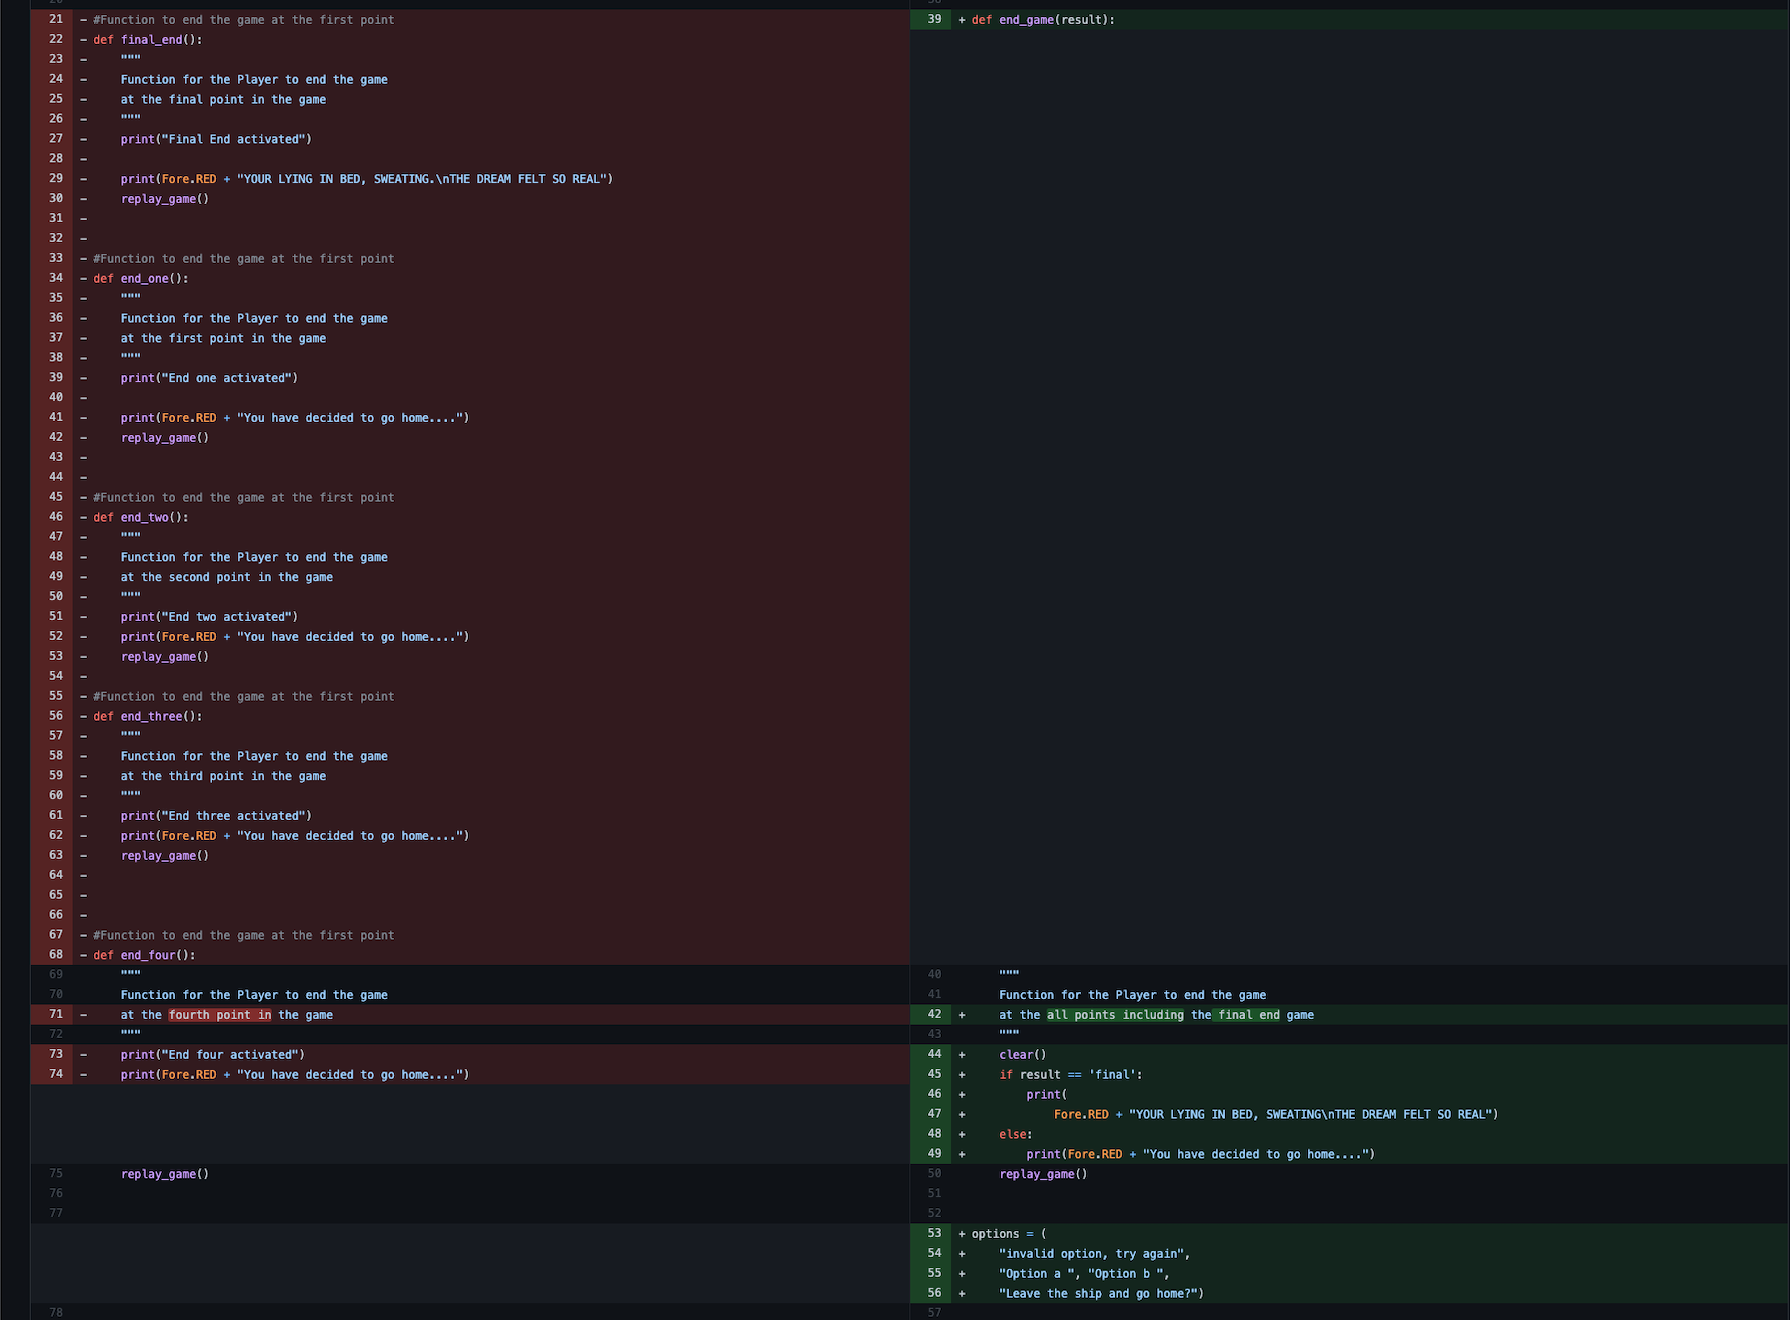 21 - #Function to end the game at the first point
22 - def final_end():
23 -     """
24 -     Function for the Player to end the game
25 -     at the final point in the game
26 -     """
27 -     print("Final End activated")
28 -
29 -     print(Fore.RED + "YOUR LYING IN BED, SWEATING.\nTHE DREAM FELT SO REAL")
30 -     replay_game()
31 -
32 -
33 - #Function to end the game at the first point
34 - def end_one():
35 -     """
36 -     Function for the Player to end the game
37 -     at the first point in the game
38 -     """
39 -     print("End one activated")
40 -
41 -     print(Fore.RED + "You have decided to go home....")
42 -     replay_game()
43 -
44 -
45 - #Function to end the game at the first point
46 - def end_two():
47 -     """
48 -     Function for the Player to end the game
49 -     at the second point in the game
50 -     """
51 -     print("End two activated")
52 -     print(Fore.RED + "You have decided to go home....")
53 -     replay_game()
54 -
55 - #Function to end the game at the first point
56 - def end_three():
57 -     """
58 -     Function for the Player to end the game
59 -     at the third point in the game
60 -     """
61 -     print("End three activated")
62 -     print(Fore.RED + "You have decided to go home....")
63 -     replay_game()
64 -
65 -
66 -
67 - #Function to end the game at the first point
68 - def end_four():
69       """
70       Function for the Player to end the game
71 -     at the fourth point in the game
72       """
73 -     print("End four activated")
74 -     print(Fore.RED + "You have decided to go home....")
75       replay_game()
76
77
78
39 + def end_game(result):
40       """
41       Function for the Player to end the game
42 +     at the all points including the final end game
43       """
44 +     clear()
45 +     if result == 'final':
46 +         print(
47 +             Fore.RED + "YOUR LYING IN BED, SWEATING\nTHE DREAM FELT SO REAL")
48 +     else:
49 +         print(Fore.RED + "You have decided to go home....")
50       replay_game()
51
52
53 + options = (
54 +     "invalid option, try again",
55 +     "Option a ", "Option b ",
56 +     "Leave the ship and go home?")
57